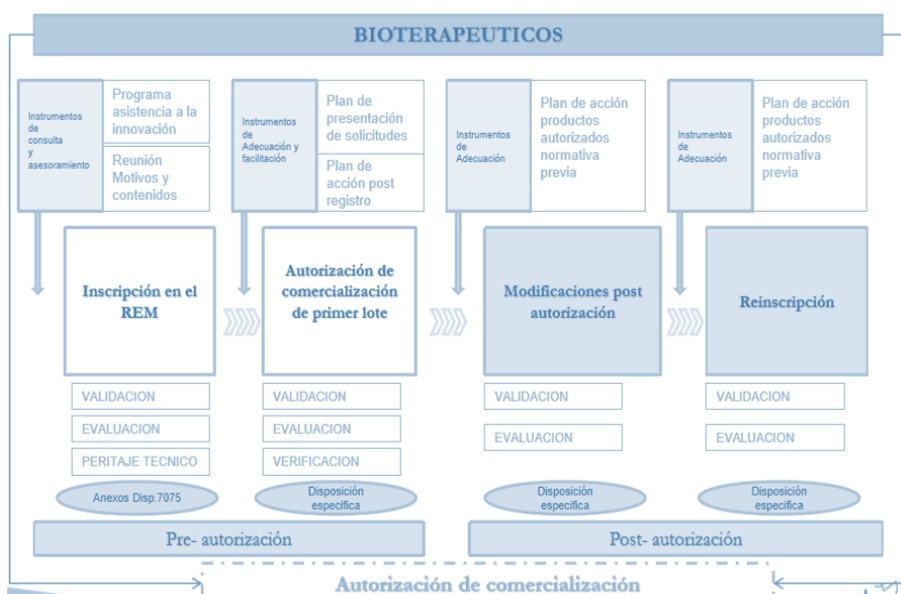 BIOTERAPEUTICOS
Instrumentos
de
consulta
y
asesoramiento
Programa
asistencia a la
innovación
Reunión
Motivos y
contenidos
Instrumentos
de
Adecuación y
facilitación
Plan de
presentación
de solicitudes
Plan de
acción post
registro
Instrumentos
de
Adecuación
Plan de acción
productos
autorizados
normativa
previa
Instrumentos
de
Adecuación
Plan de acción
productos
autorizados
normativa
previa
Inscripción en el
REM
Autorización de
comercialización
de primer lote
Modificaciones post
autorización
Reinscripción
VALIDACION
EVALUACION
PERITAJE TECNICO
VALIDACION
EVALUACION
VERIFICACION
VALIDACION
EVALUACION
VALIDACION
EVALUACION
Anexos Disp.7075
Disposición
especifica
Disposición
especifica
Disposición
especifica
Pre- autorización
Post- autorización
Autorización de comercialización